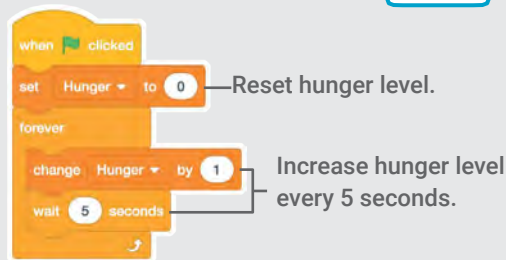 when clicked
set Hunger to 0
Reset hunger level.
forever
change Hunger by 1
Increase hunger level
every 5 seconds.
wait 5 seconds